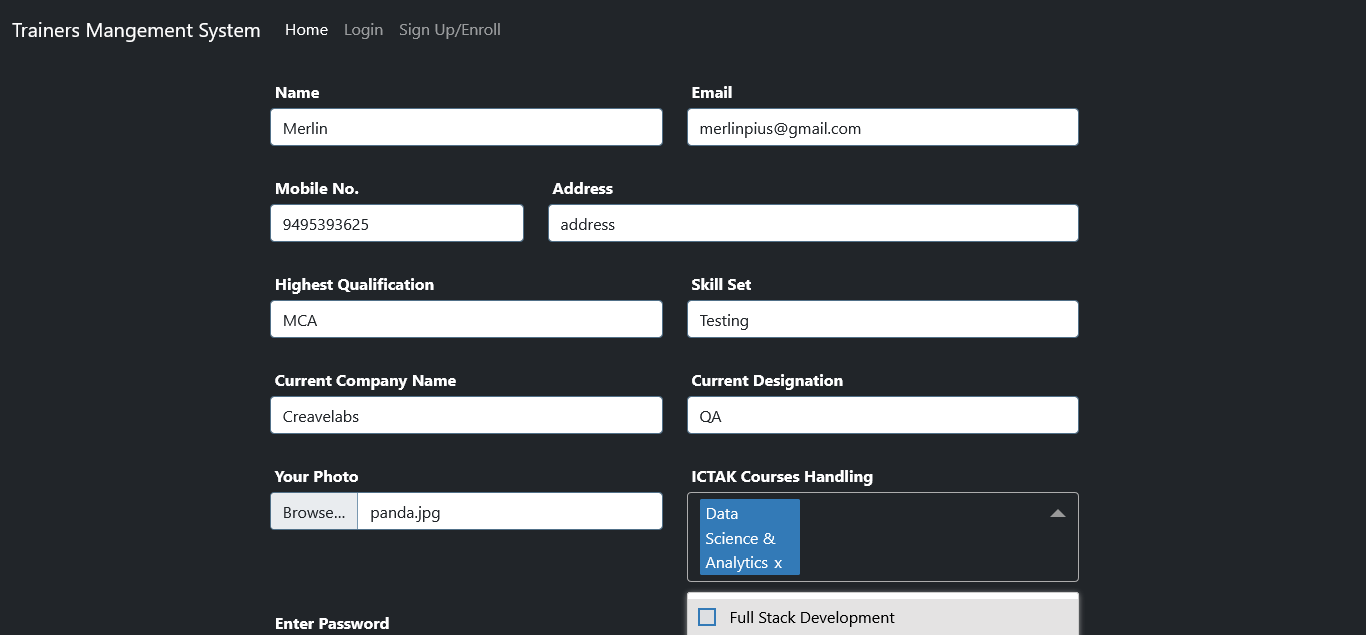 Trainers Mangement System Home Login Sign Up/Enroll
Name Email
Merlin merlinpius@gmail.com
Mobile No. Address
9495393625 address
Highest Qualification Skill Set
MCA Testing
Current Company Name Current Designation
Creavelabs QA
Your Photo ICTAK Courses Handling
Browse... panda.jpg
Data
Science &
Analytics x
Full Stack Development
Enter Password